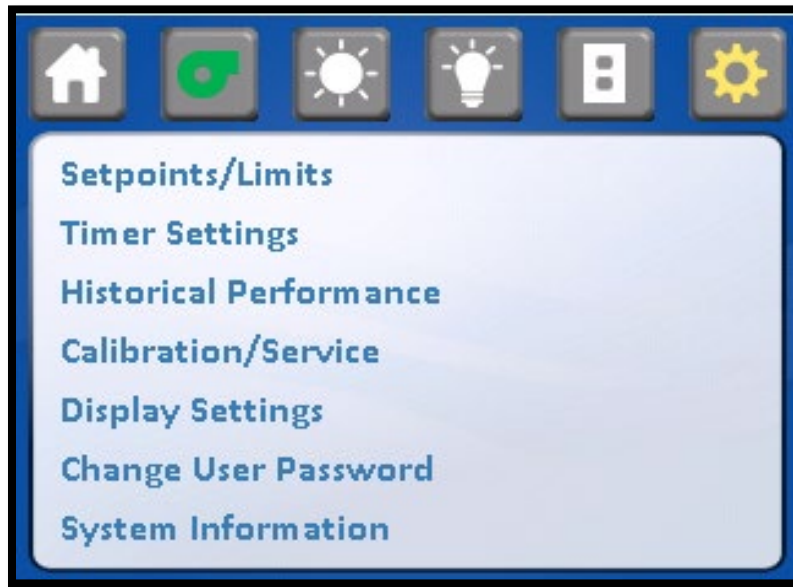 Setpoints/Limits
Timer Settings
Historical Performance
Calibration/Service
Display Settings
Change User Password
System Information